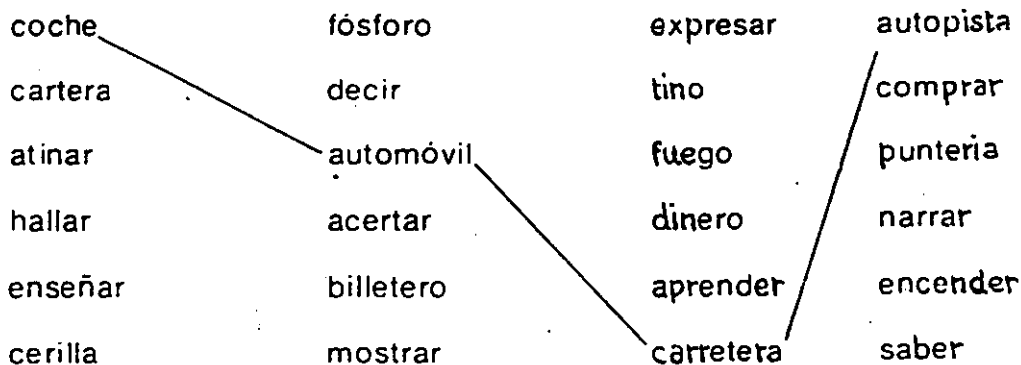 coche fósforo expresar autopista
cartera decir tino comprar
atinar automóvil fuego punteria
hallar acertar dinero narrar
enseñar billetero aprender encender
cerilla mostrar carretera saber